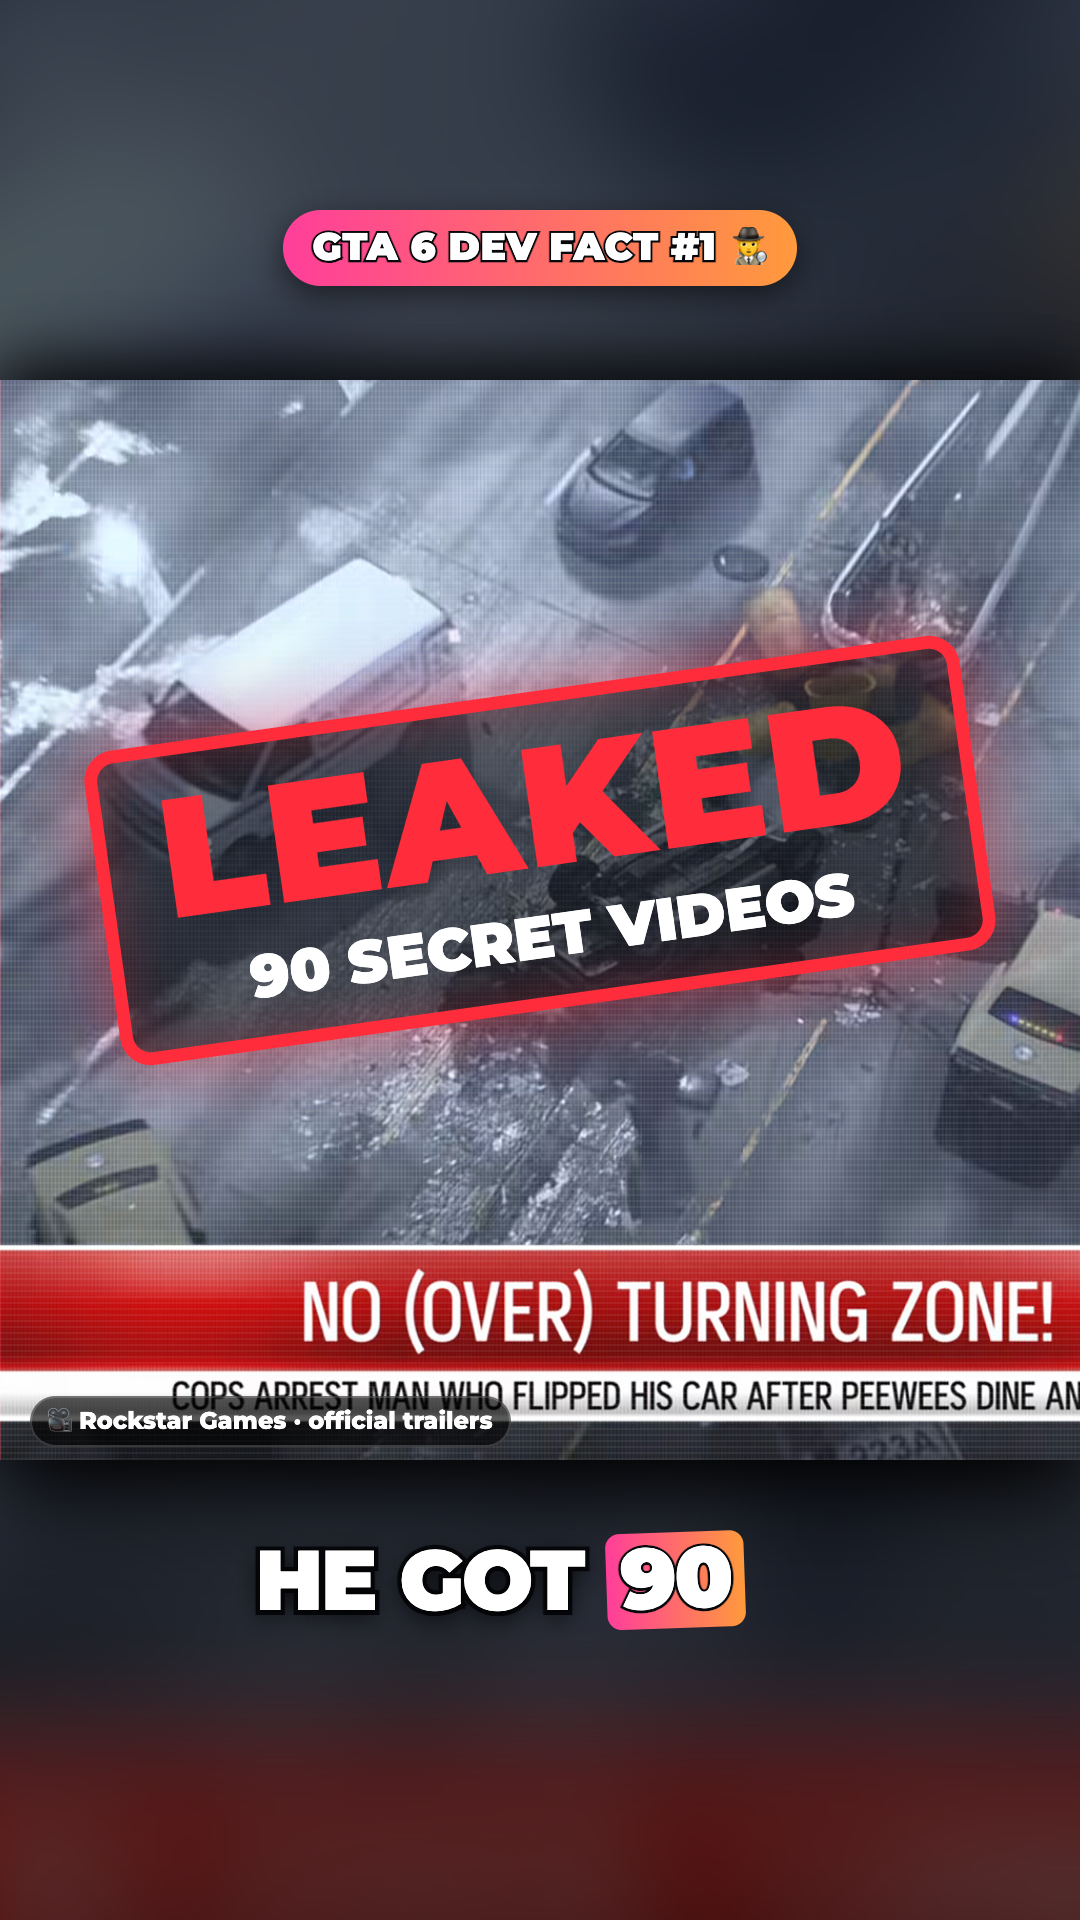 GTA 6 DEV FACT #1
LEAKED
90 SECRET VIDEOS
NO (OVER) TURNING ZONE!
COPS ARREST MAN WHO FLIPPED HIS CAR AFTER PEEWEES DINE AN
Rockstar Games • official trailers
HE GOT 90